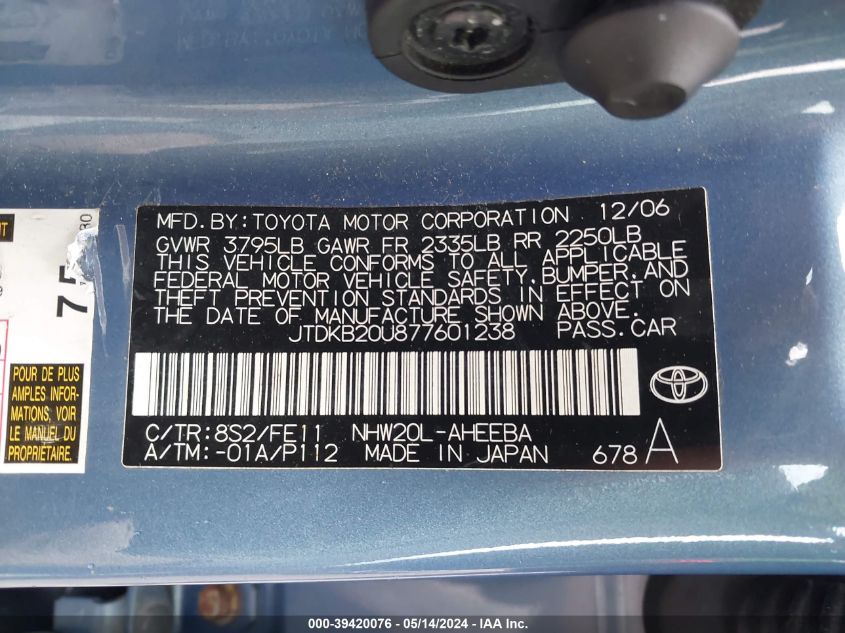 MFD.BY:TOYOTA MOTOR CORPORATION 12/06
GVWR 3795LB GAWR FR 2335LB RR 2250LB
THIS VEHICLE CONFORMS TO ALL APPLICABLE
FEDERAL MOTOR VEHICLE SAFETY,BUMPER,AND
THEFT PREVENTION STANDARDS IN EFFECT ON
THE DATE OF MANUFACTURE SHOWN ABOVE.
JTDKB20U877601238 PASS.CAR
C/TR:8S2/FE11 NHW20L-AHEEBA
A/TM:-01A/P112 MADE IN JAPAN 678 A
POUR DE PLUS
AMPLES INFOR-
MATIONS, VOIR
LE MANUEL
DU
PROPRIÉTAIRE.
000-39420076 - 05/14/2024 - IAA Inc.